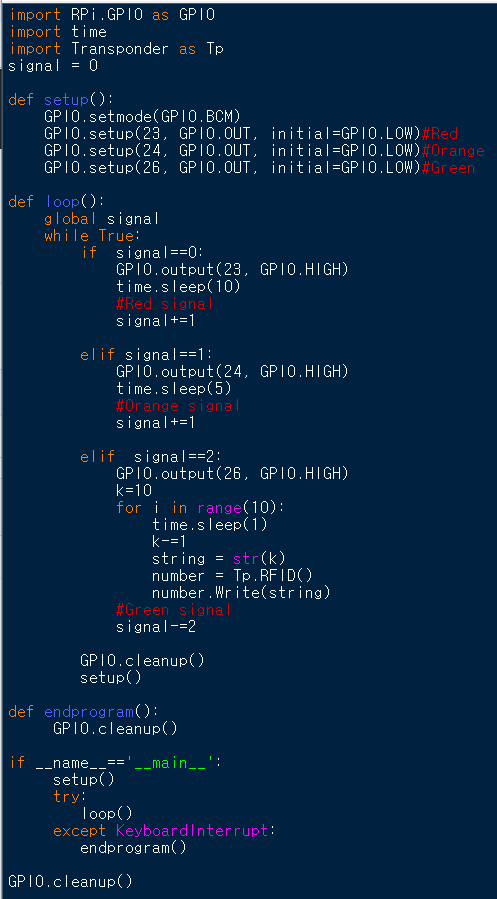 import RPi.GPIO as GPIO
import time
import Transponder as Tp
signal = 0

def setup():
    GPIO.setmode(GPIO.BCM)
    GPIO.setup(23, GPIO.OUT, initial=GPIO.LOW)#Red
    GPIO.setup(24, GPIO.OUT, initial=GPIO.LOW)#Orange
    GPIO.setup(26, GPIO.OUT, initial=GPIO.LOW)#Green

def loop():
    global signal
    while True:
        if  signal==0:
            GPIO.output(23, GPIO.HIGH)
            time.sleep(10)
            #Red signal
            signal+=1

        elif signal==1:
            GPIO.output(24, GPIO.HIGH)
            time.sleep(5)
            #Orange signal
            signal+=1

        elif  signal==2:
            GPIO.output(26, GPIO.HIGH)
            k=10
            for i in range(10):
                time.sleep(1)
                k-=1
                string = str(k)
                number = Tp.RFID()
                number.Write(string)
            #Green signal
            signal-=2

        GPIO.cleanup()
        setup()

def endprogram():
     GPIO.cleanup()

if __name__=='__main__':
     setup()
     try:
        loop()
     except KeyboardInterrupt:
        endprogram()

GPIO.cleanup()